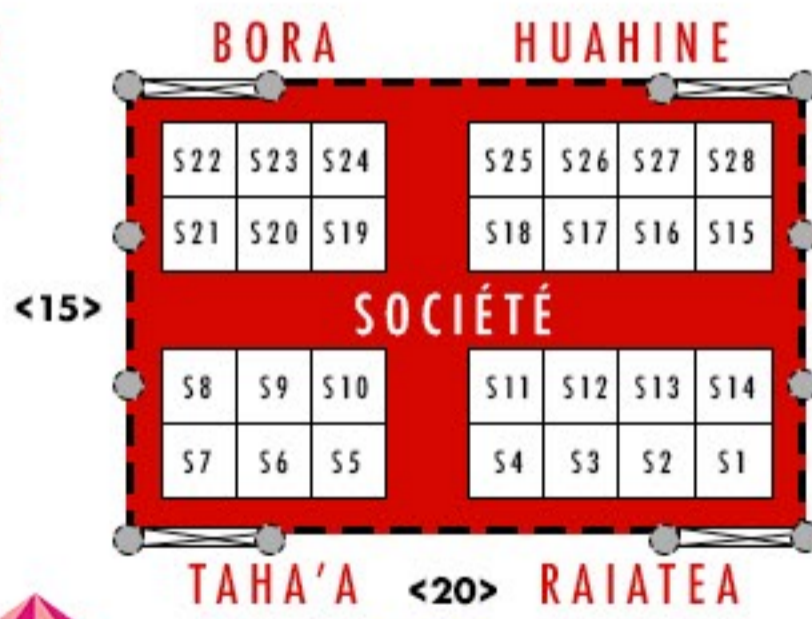 BORA HUAHINE
S22 S23 S24 S25 S26 S27 S28
S21 S20 S19 S18 S17 S16 S15
<15> SOCIÉTÉ
S8 S9 S10 S11 S12 S13 S14
S7 S6 S5 S4 S3 S2 S1
TAHA'A <20> RAIATEA